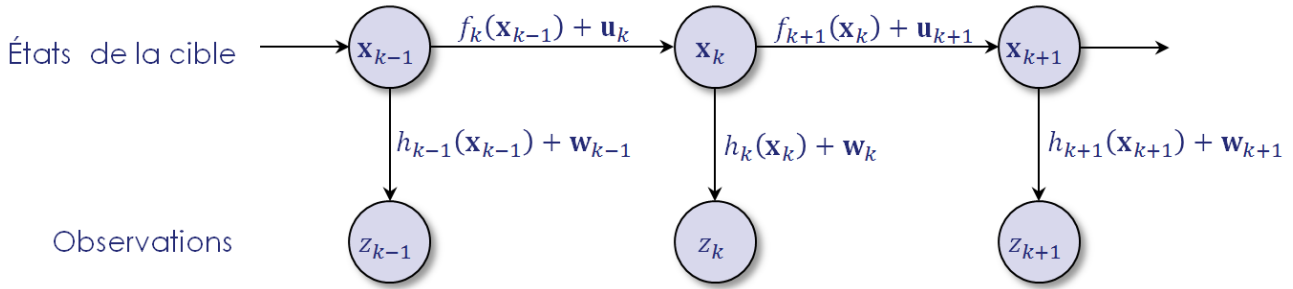 f_k(𝐱_{k−1}) + 𝐮_k f_{k+1}(𝐱_k) + 𝐮_{k+1}
États de la cible 𝐱_{k−1} 𝐱_k 𝐱_{k+1}
h_{k−1}(𝐱_{k−1}) + 𝐰_{k−1} h_k(𝐱_k) + 𝐰_k h_{k+1}(𝐱_{k+1}) + 𝐰_{k+1}
Observations z_{k−1} z_k z_{k+1}